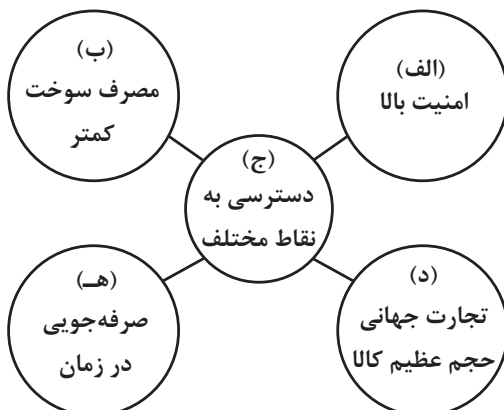 (الف)
امنیت بالا
(ب)
مصرف سوخت
کمتر
(ج)
دسترسی به
نقاط مختلف
(د)
تجارت جهانی
حجم عظیم کالا
(هـ)
صرفه‌جویی
در زمان